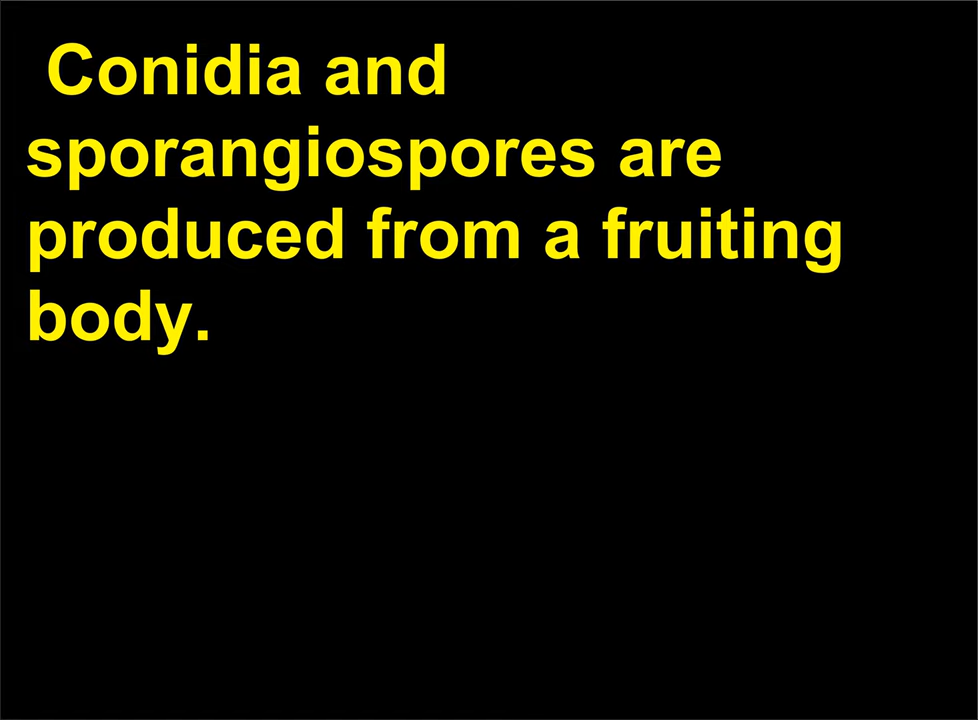 Conidia and
sporangiospores are
produced from a fruiting
body.